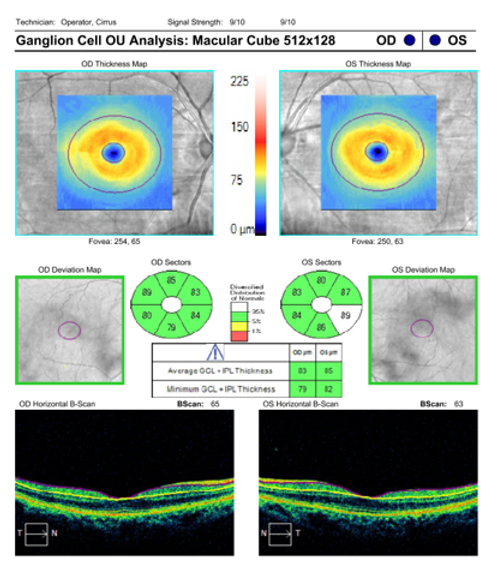 Technician: Operator, Cirrus Signal Strength: 9/10 9/10
Ganglion Cell OU Analysis: Macular Cube 512x128 OD OS
OD Thickness Map OS Thickness Map
225
150
75
0 µm
Fovea: 254, 65 Fovea: 250, 63
OD Deviation Map OD Sectors OS Sectors OS Deviation Map
85 80
89 83 83 87
80 84 84 89
79 86
Diversified
Distribution
of Normals
95%
5%
1%
OD µm OS µm
Average GCL + IPL Thickness 83 85
Minimum GCL + IPL Thickness 79 82
OD Horizontal B-Scan BScan: 65 OS Horizontal B-Scan BScan: 63
T N N T